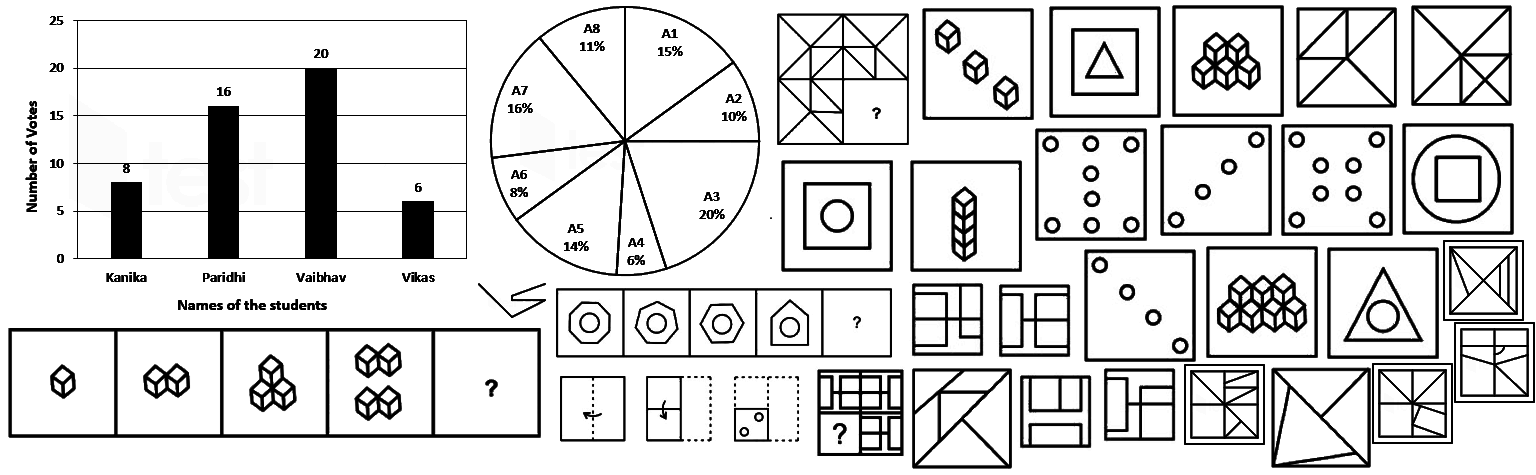 25
20
15
10
5
0
Number of Votes
8
16
20
6
Kanika
Paridhi
Vaibhav
Vikas
Names of the students
A8
11%
A1
15%
A7
16%
A2
10%
A6
8%
A3
20%
A5
14%
A4
6%
?
?
?
?